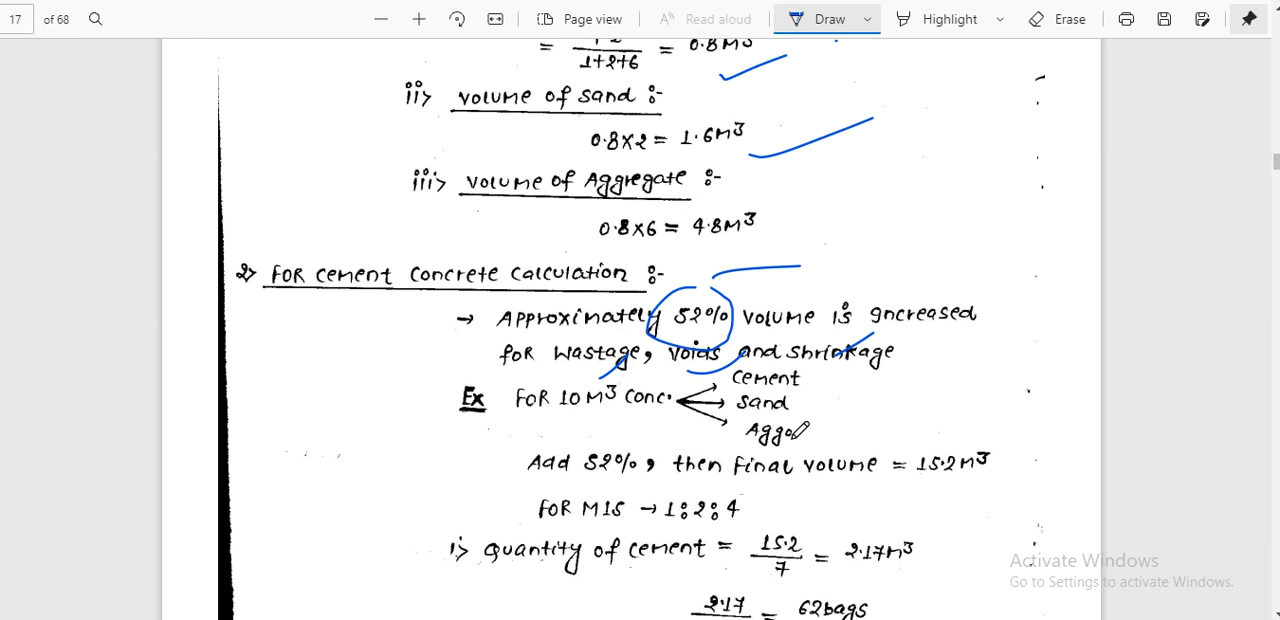 17 of 68 Page view Read aloud Draw Highlight Erase
= 1+2+6 = 0.8M3
ii> Volume of Sand :-
0.8X2 = 1.6M3
iii> Volume of Aggregate :-
0.8X6 = 4.8M3
2> FOR Cement Concrete Calculation :-
→ Approximately 52% Volume is increased
for Wastage, Voids and Shrinkage
Ex FOR 10 M3 Conc.
Cement
Sand
Aggo
Add 52%, then Final Volume = 15.2M3
FOR M15 → 1:2:4
i> Quantity of Cement = 15.2/7 = 2.17M3
2.17 = 62bags
Activate Windows
Go to Settings to activate Windows.